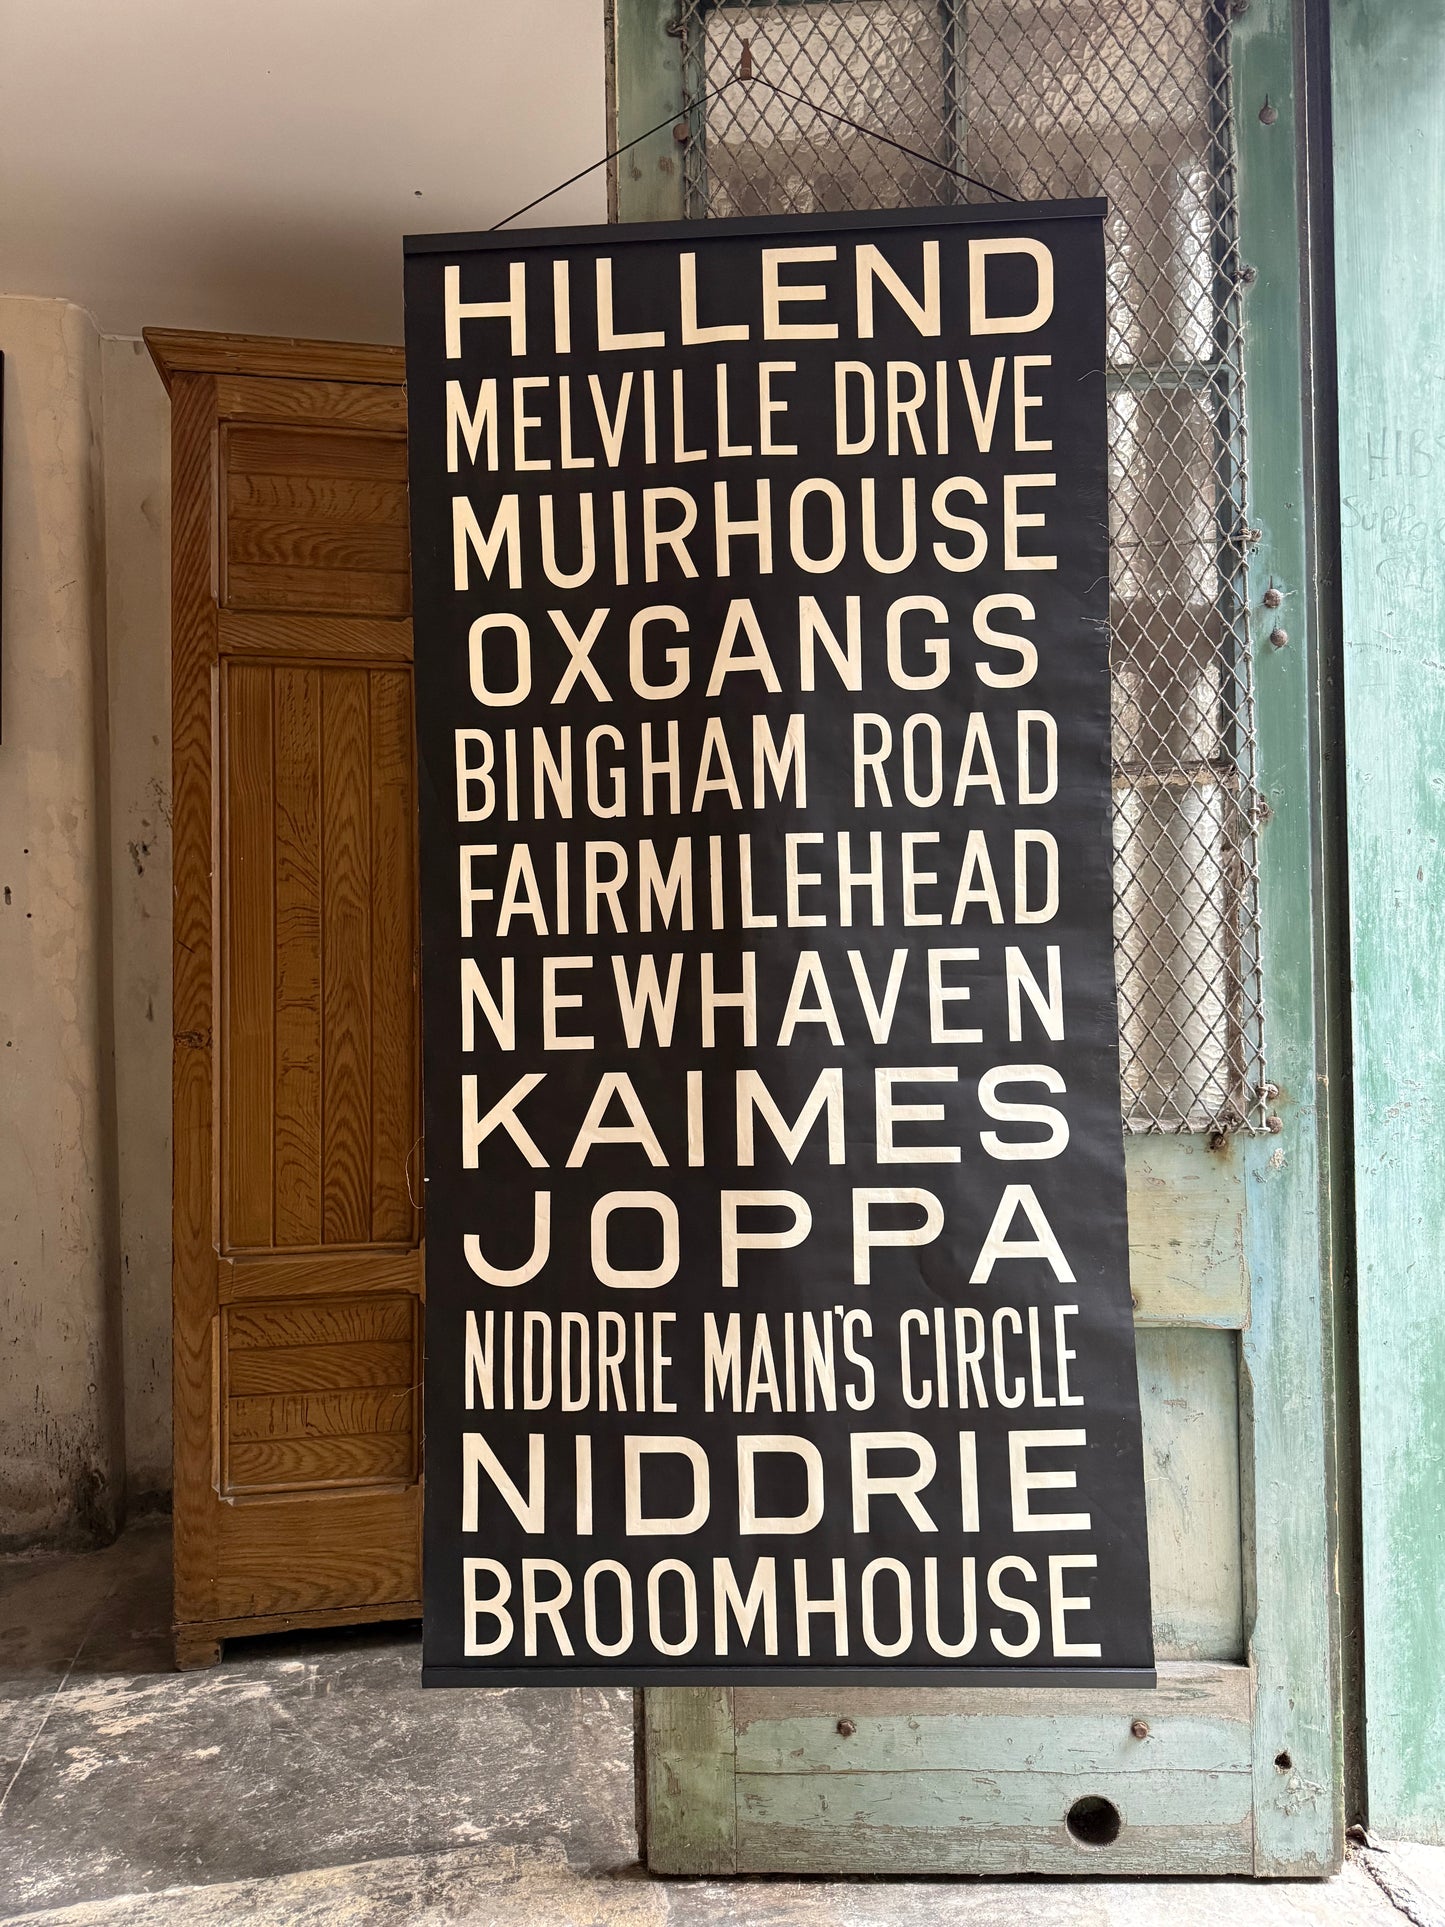 HILLEND
MELVILLE DRIVE
MUIRHOUSE
OXGANGS
BINGHAM ROAD
FAIRMILEHEAD
NEWHAVEN
KAIMES
JOPPA
NIDDRIE MAIN'S CIRCLE
NIDDRIE
BROOMHOUSE